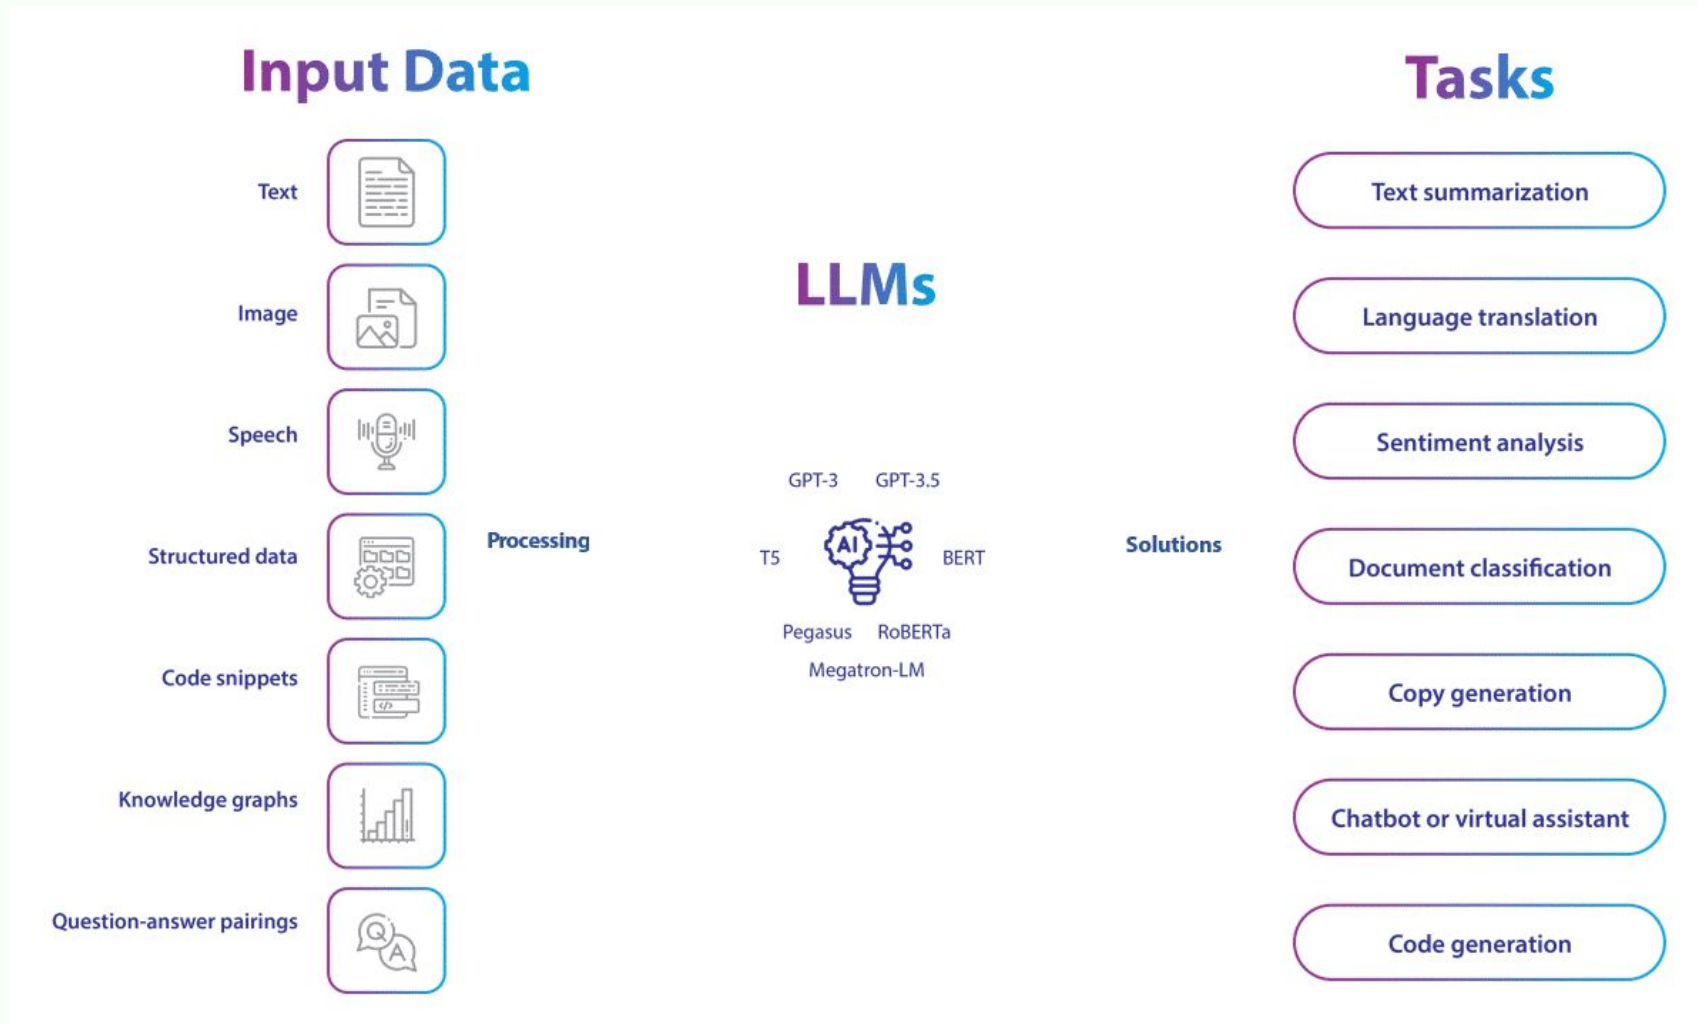 Input Data
Text
Image
Speech
Structured data
Code snippets
Knowledge graphs
Question-answer pairings
Q
A
</>
Processing
LLMs
GPT-3 GPT-3.5
T5 AI BERT
Pegasus RoBERTa
Megatron-LM
Solutions
Tasks
Text summarization
Language translation
Sentiment analysis
Document classification
Copy generation
Chatbot or virtual assistant
Code generation